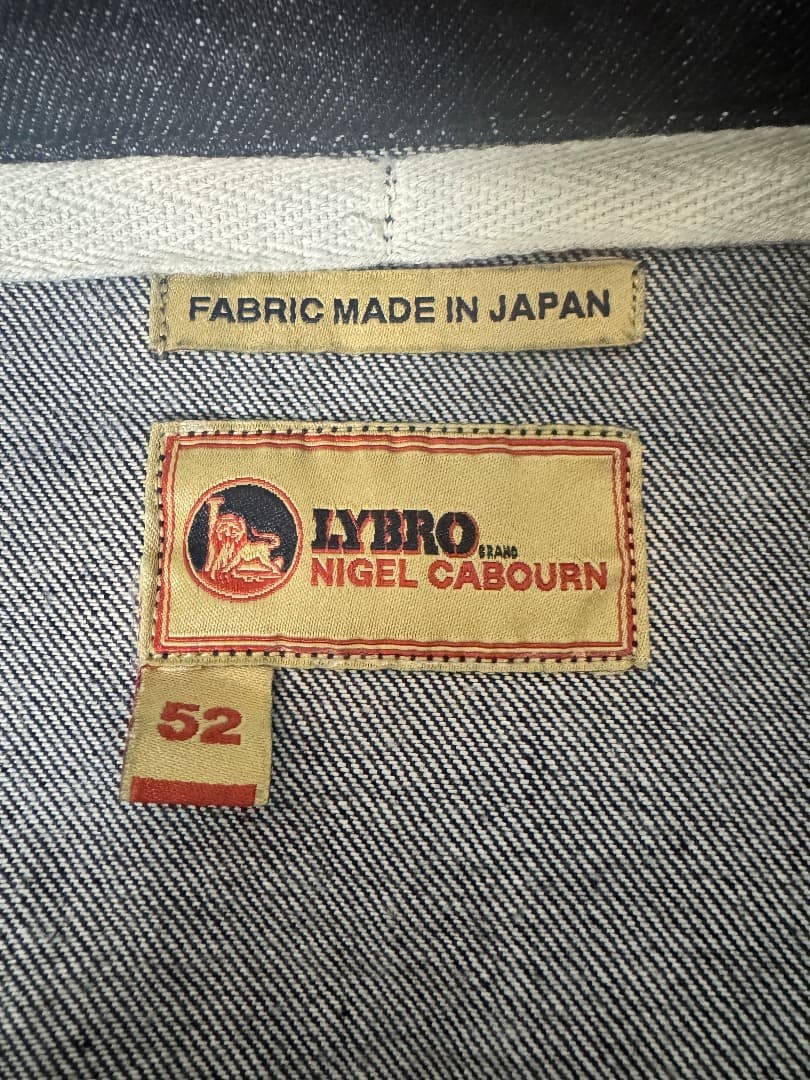 FABRIC MADE IN JAPAN
LYBRO BRAND
NIGEL CABOURN
52